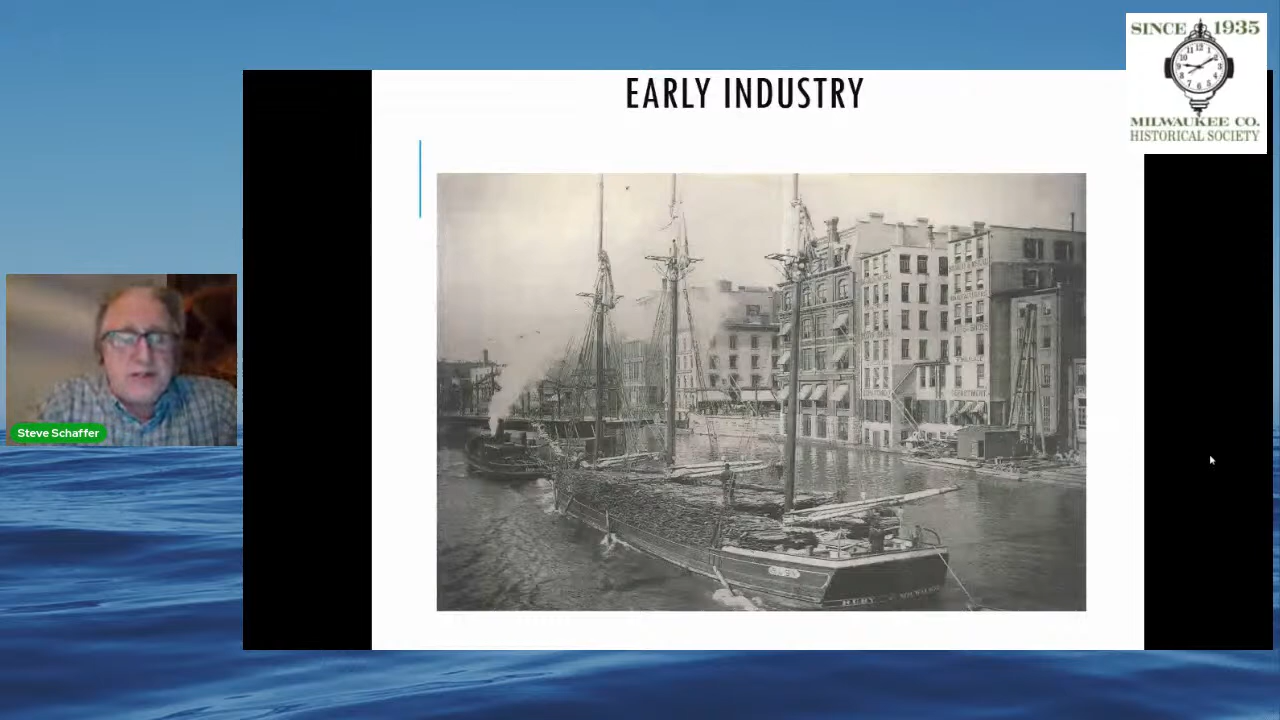 SINCE 1935
MILWAUKEE CO.
HISTORICAL SOCIETY
EARLY INDUSTRY
Steve Schaffer